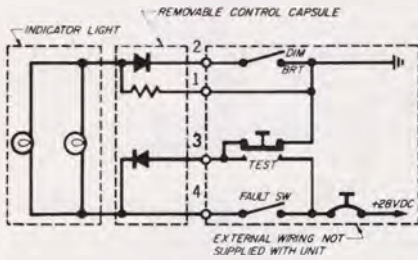 REMOVABLE CONTROL CAPSULE
INDICATOR LIGHT
2
DIM
BRT
1
3
TEST
4
FAULT SW
+28VDC
EXTERNAL WIRING NOT
SUPPLIED WITH UNIT